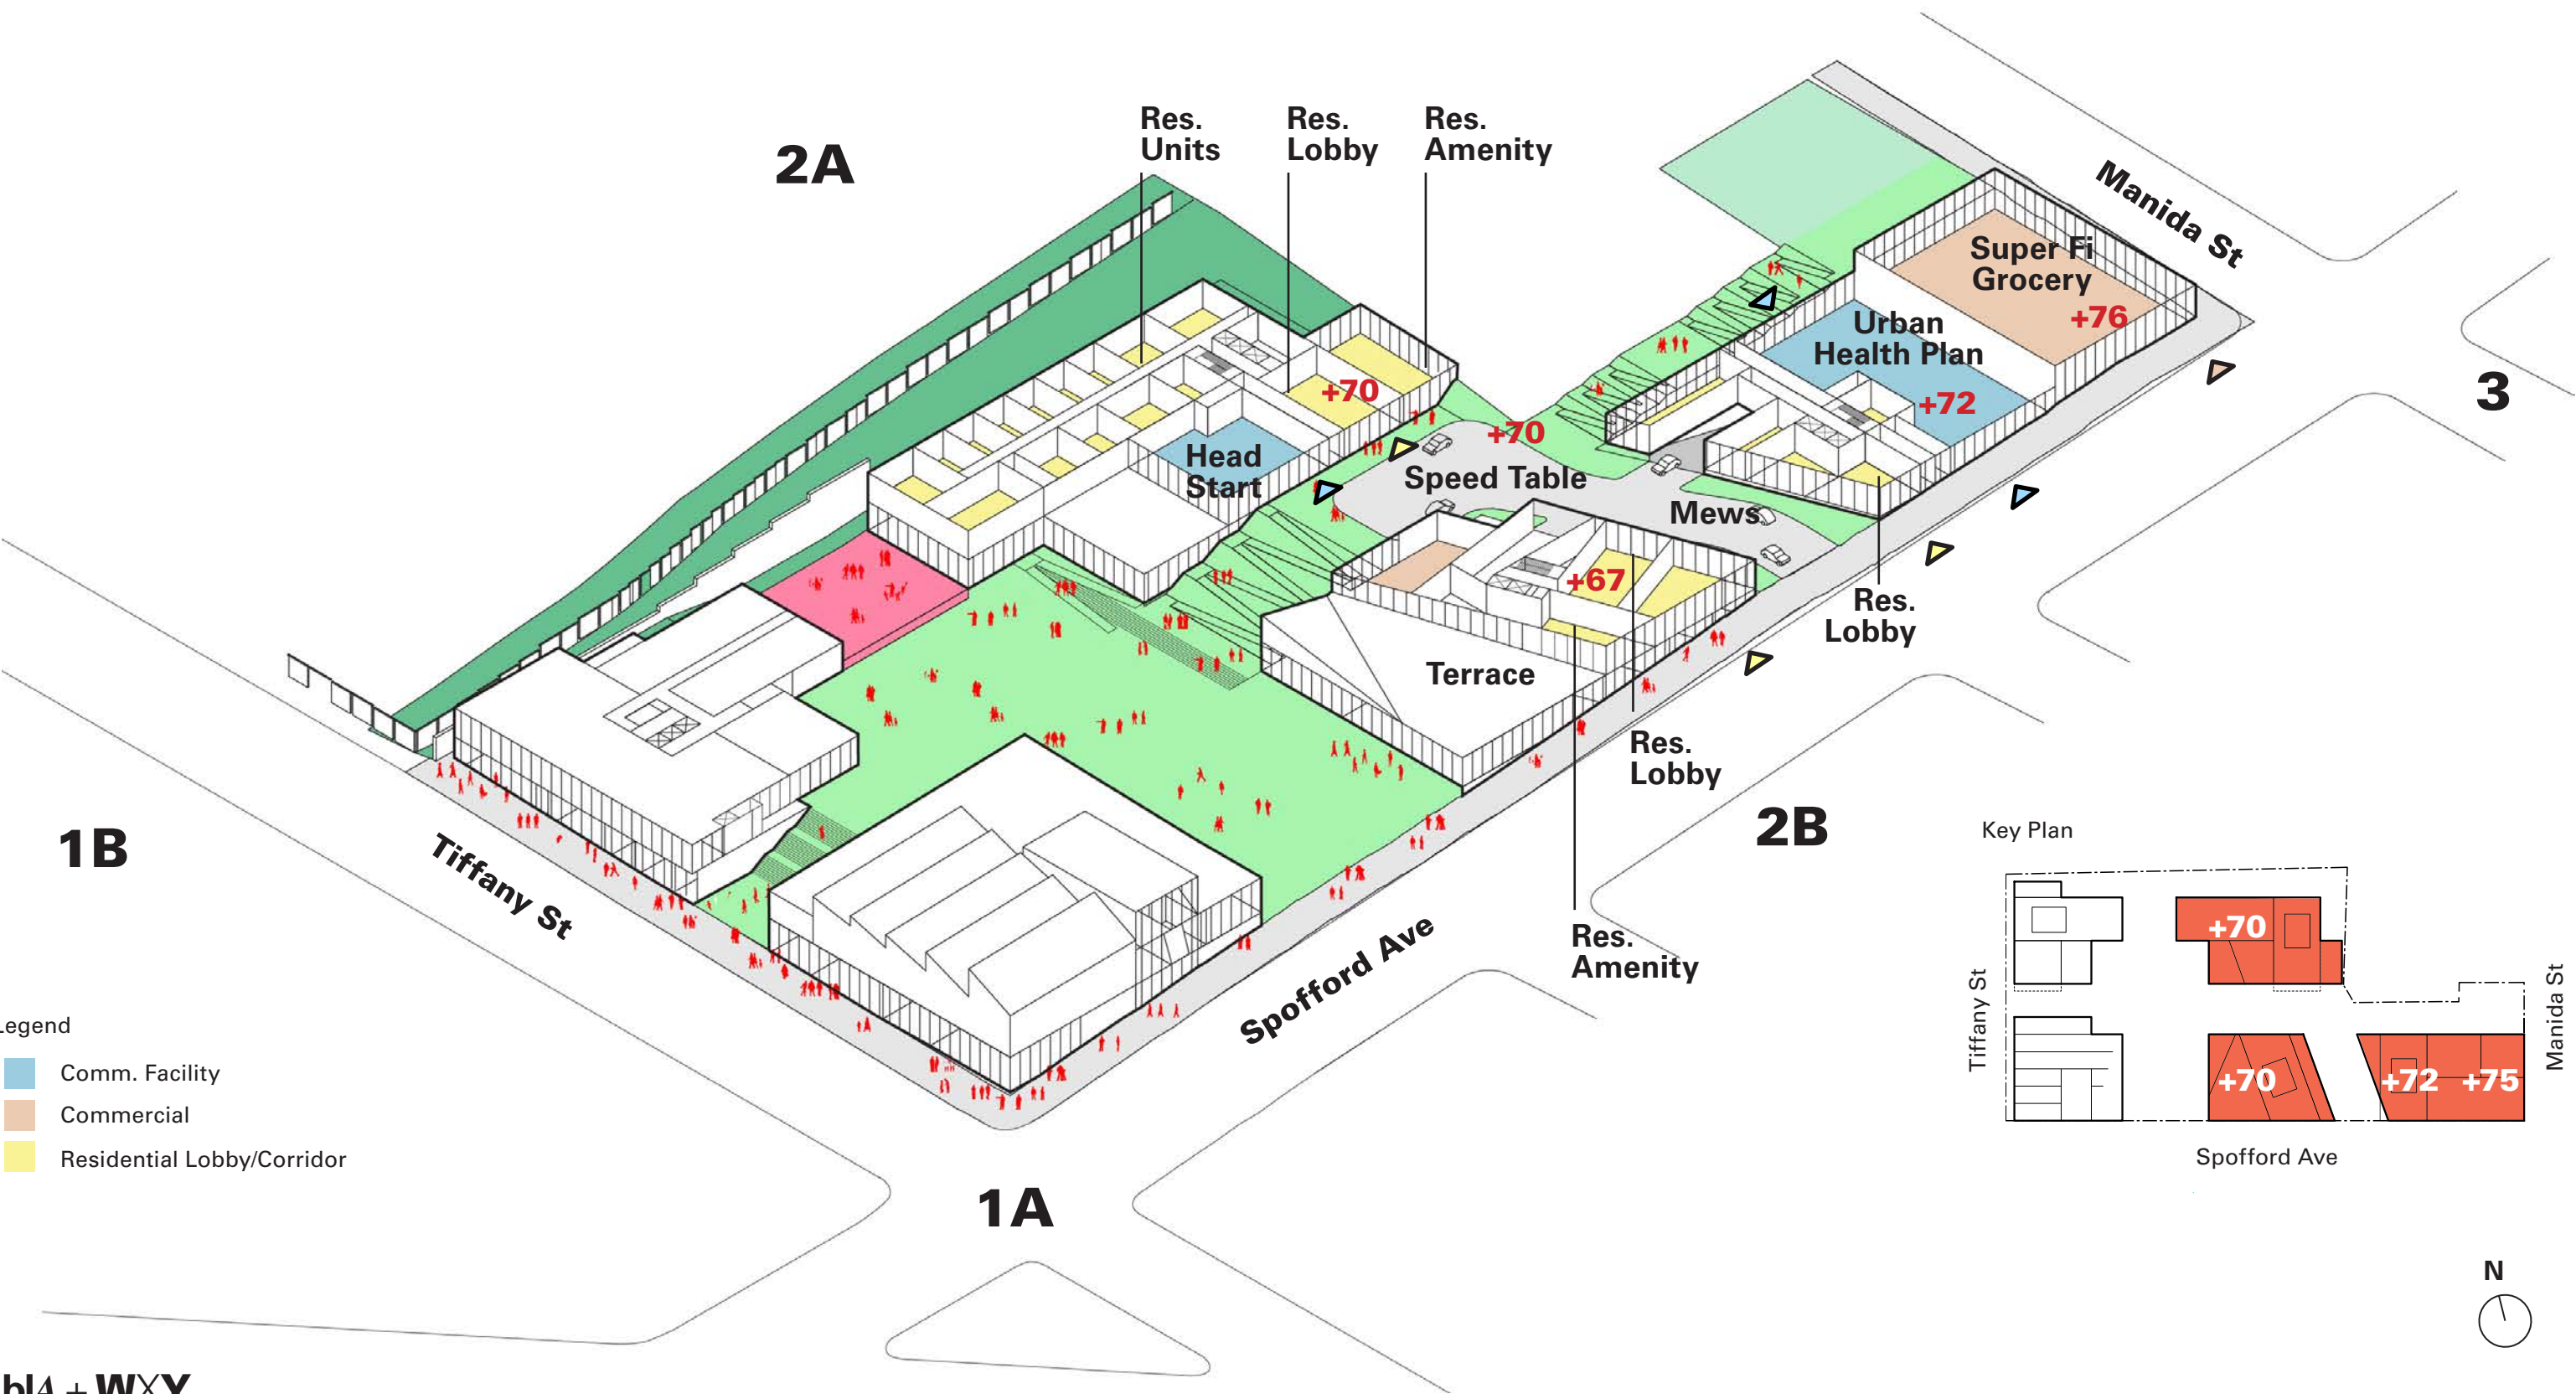 2A
Res.
Units
Res.
Lobby
Res.
Amenity
Manida St
Super Fi
Grocery
+76
Urban
Health Plan
+72
3
+70
+70
Head
Start
Speed Table
Mews
+67
Res.
Lobby
Terrace
Res.
Lobby
2B
1B
Tiffany St
Res.
Amenity
Spofford Ave
1A
Legend
Comm. Facility
Commercial
Residential Lobby/Corridor
Key Plan
+70
Tiffany St
Manida St
+70
+72
+75
Spofford Ave
N
+ WXY